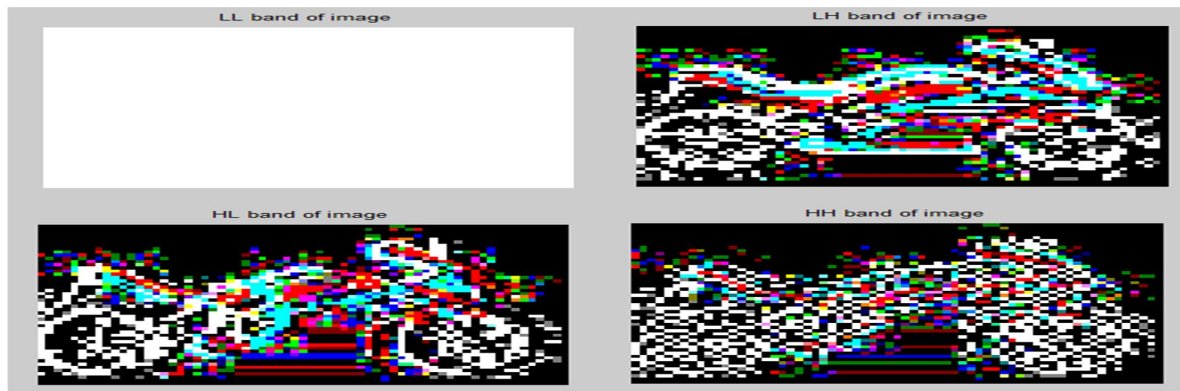 LL band of image
LH band of image
HL band of image
HH band of image